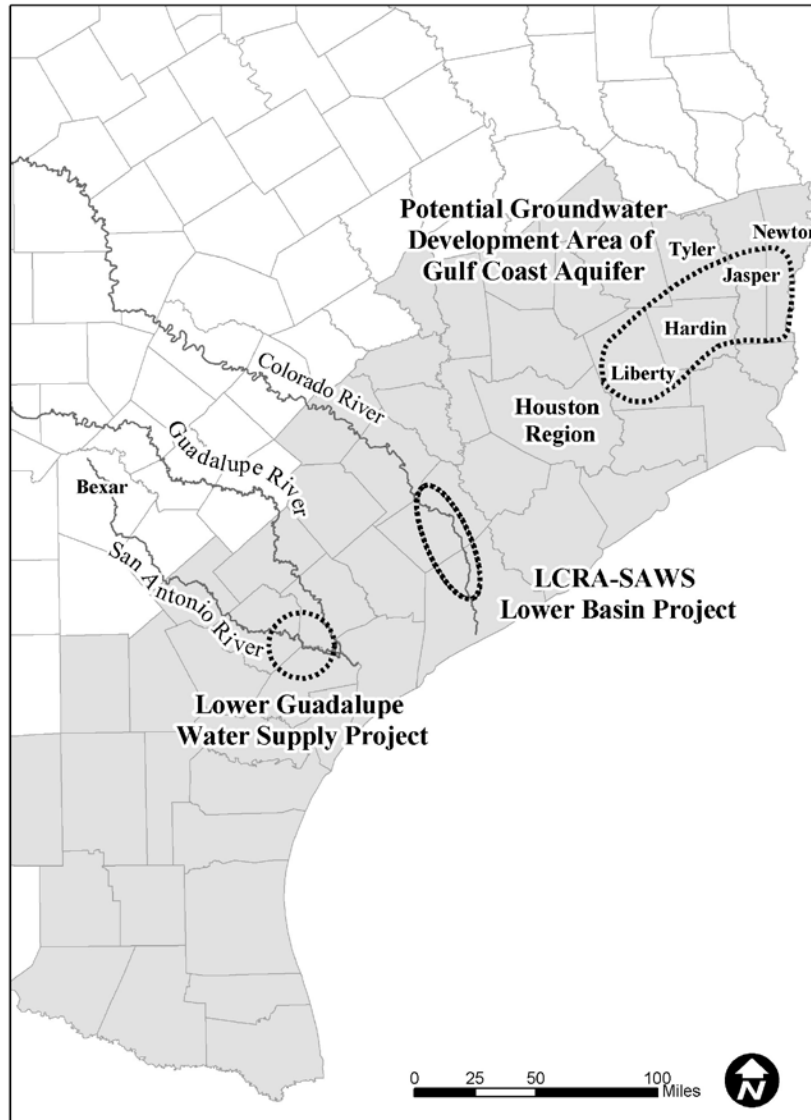 Potential Groundwater
Development Area of
Gulf Coast Aquifer
Newton
Tyler
Jasper
Hardin
Liberty
Houston
Region
Colorado River
Guadalupe River
Bexar
San Antonio River
LCRA-SAWS
Lower Basin Project
Lower Guadalupe
Water Supply Project
0 25 50 100
Miles
N